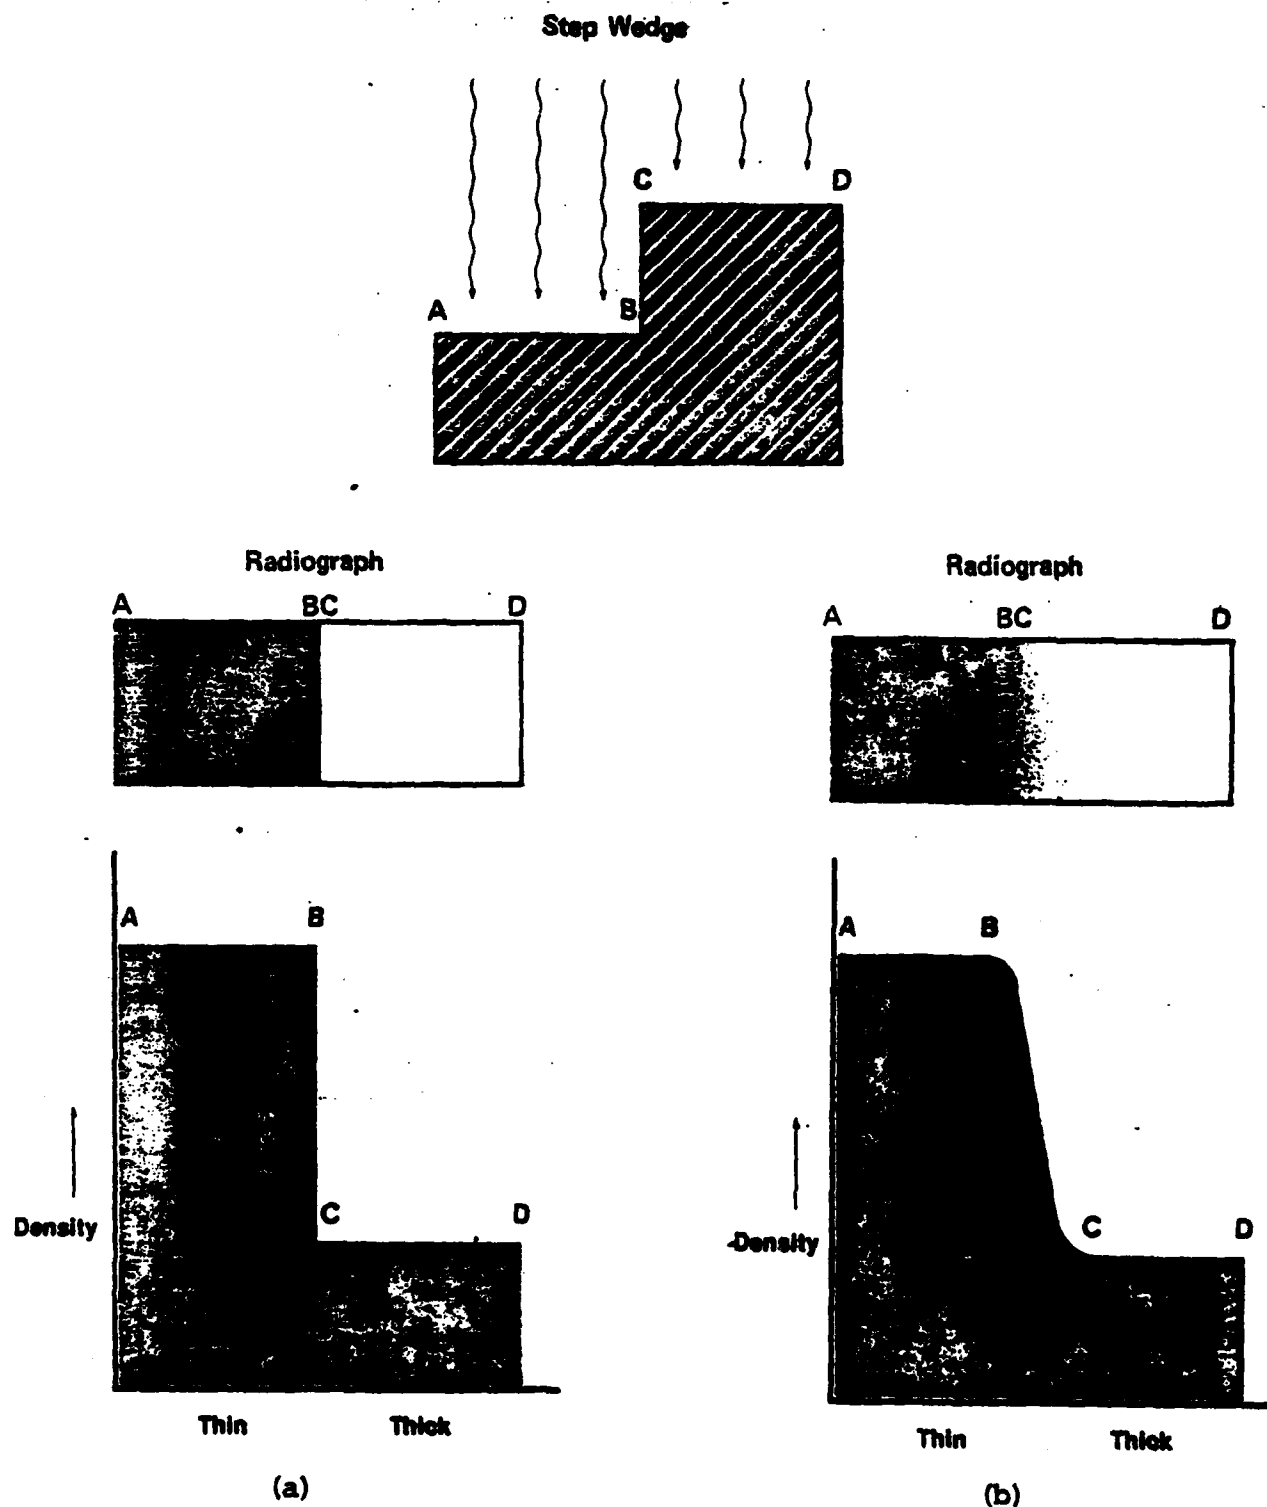 Step Wedge
C D
A B
Radiograph
A BC D
Radiograph
A BC D
A B
C D
Density
Thin Thick
(a)
A B
C D
Density
Thin Thick
(b)